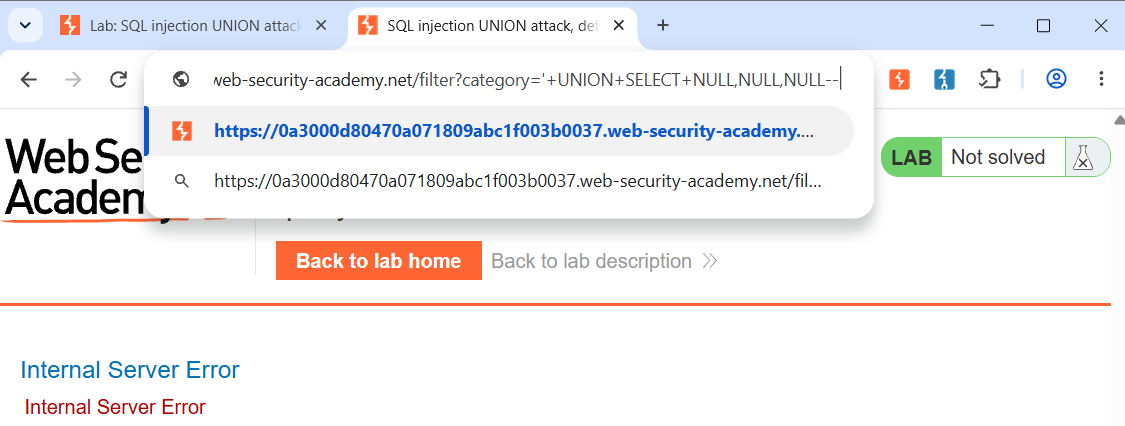 Lab: SQL injection UNION attack
SQL injection UNION attack, det
web-security-academy.net/filter?category='+UNION+SELECT+NULL,NULL,NULL--
https://0a3000d80470a071809abc1f003b0037.web-security-academy....
https://0a3000d80470a071809abc1f003b0037.web-security-academy.net/fil...
Web Se
Academy
LAB
Not solved
Back to lab home
Back to lab description
Internal Server Error
Internal Server Error